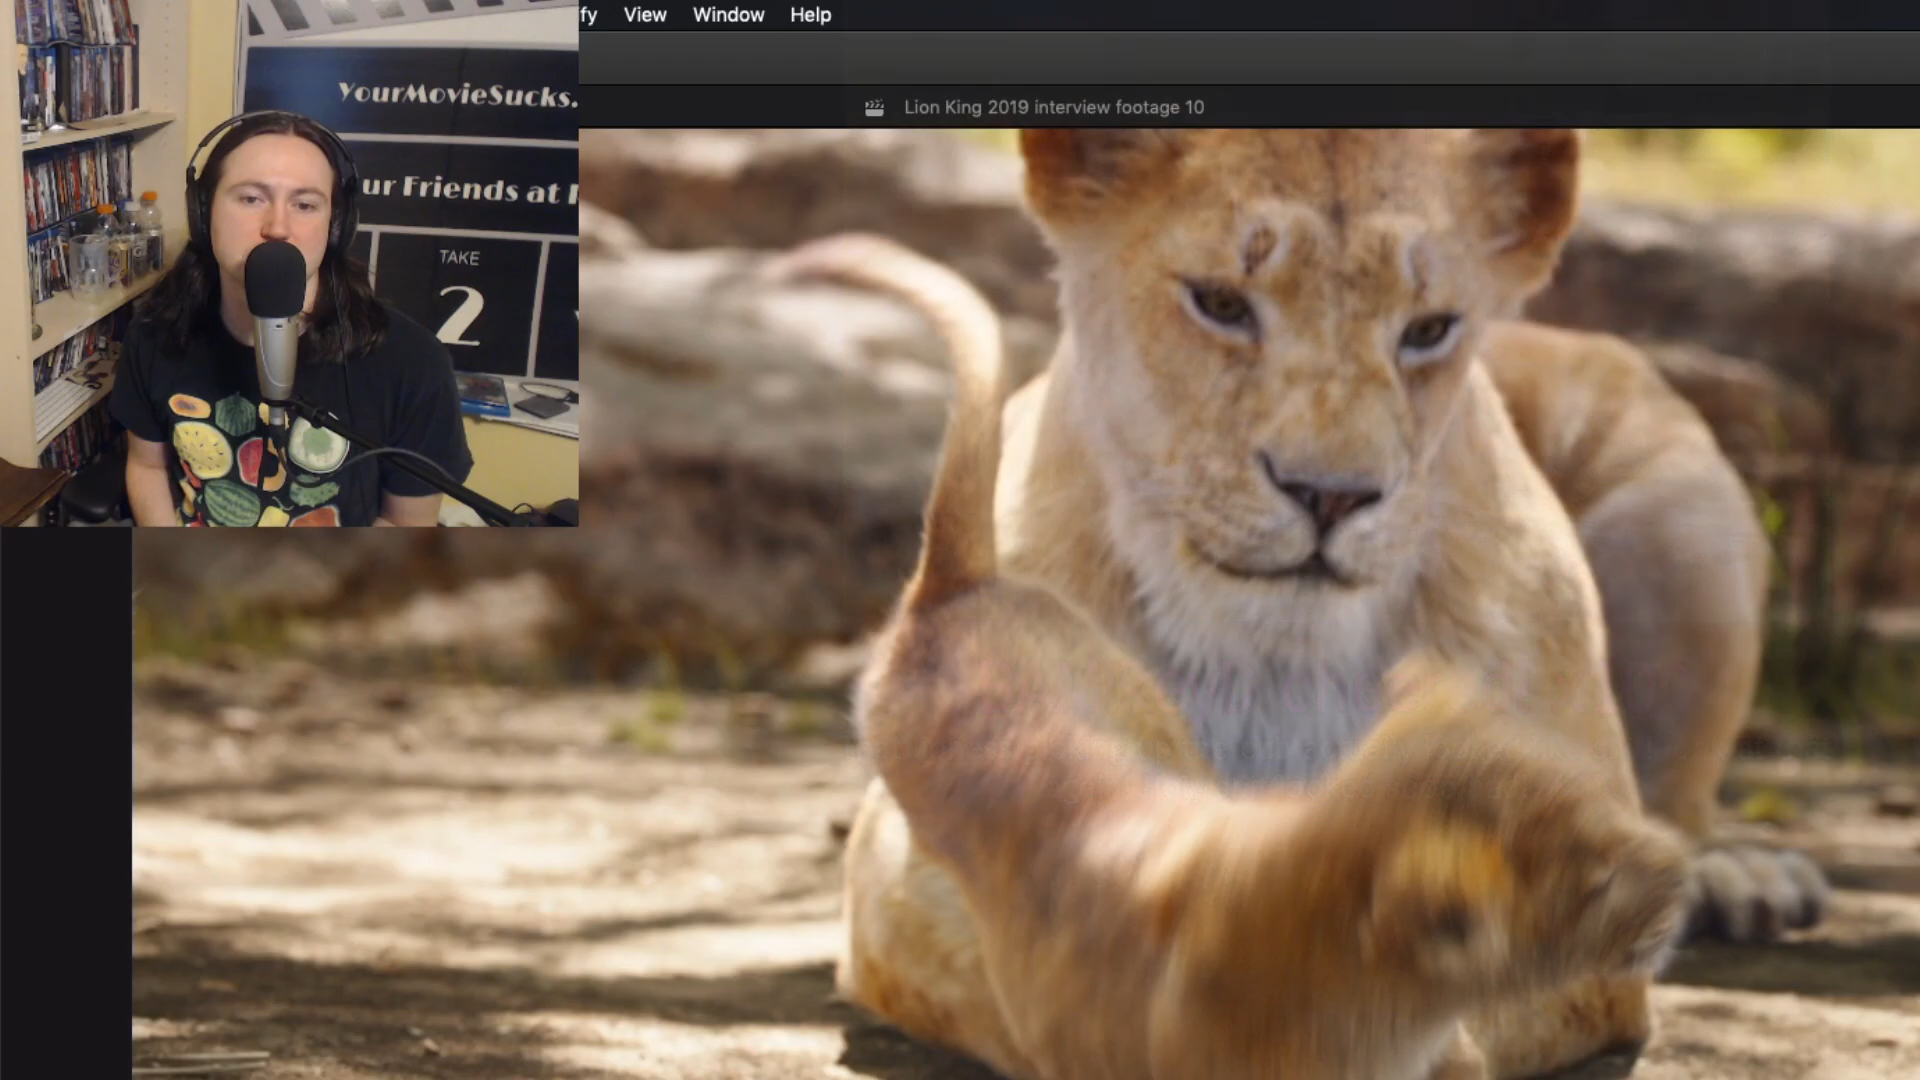 fy View Window Help
Lion King 2019 interview footage 10
YourMovieSucks.
ur Friends at
TAKE
2